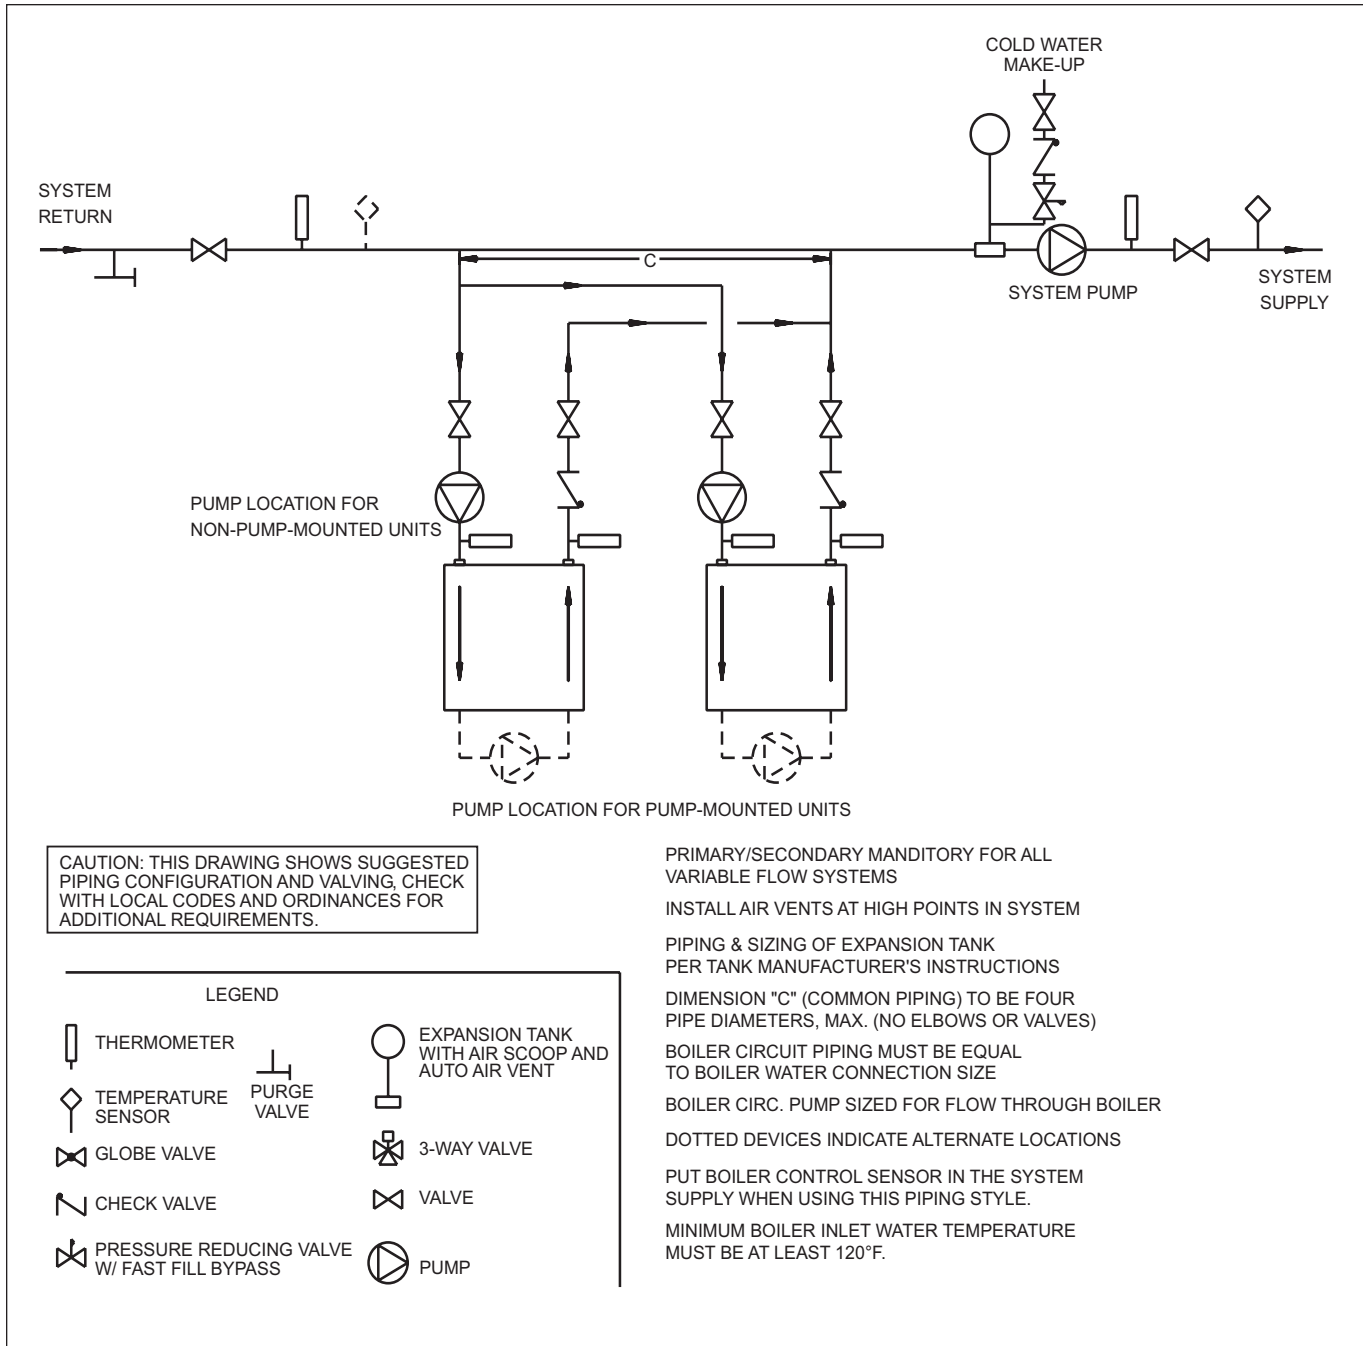 COLD WATER
MAKE-UP
SYSTEM
RETURN
C
SYSTEM PUMP
SYSTEM
SUPPLY
PUMP LOCATION FOR
NON-PUMP-MOUNTED UNITS
PUMP LOCATION FOR PUMP-MOUNTED UNITS
CAUTION: THIS DRAWING SHOWS SUGGESTED
PIPING CONFIGURATION AND VALVING, CHECK
WITH LOCAL CODES AND ORDINANCES FOR
ADDITIONAL REQUIREMENTS.
LEGEND
THERMOMETER
TEMPERATURE
SENSOR
GLOBE VALVE
CHECK VALVE
PRESSURE REDUCING VALVE
W/ FAST FILL BYPASS
PURGE
VALVE
EXPANSION TANK
WITH AIR SCOOP AND
AUTO AIR VENT
3-WAY VALVE
VALVE
PUMP
PRIMARY/SECONDARY MANDITORY FOR ALL
VARIABLE FLOW SYSTEMS
INSTALL AIR VENTS AT HIGH POINTS IN SYSTEM
PIPING & SIZING OF EXPANSION TANK
PER TANK MANUFACTURER'S INSTRUCTIONS
DIMENSION "C" (COMMON PIPING) TO BE FOUR
PIPE DIAMETERS, MAX. (NO ELBOWS OR VALVES)
BOILER CIRCUIT PIPING MUST BE EQUAL
TO BOILER WATER CONNECTION SIZE
BOILER CIRC. PUMP SIZED FOR FLOW THROUGH BOILER
DOTTED DEVICES INDICATE ALTERNATE LOCATIONS
PUT BOILER CONTROL SENSOR IN THE SYSTEM
SUPPLY WHEN USING THIS PIPING STYLE.
MINIMUM BOILER INLET WATER TEMPERATURE
MUST BE AT LEAST 120°F.